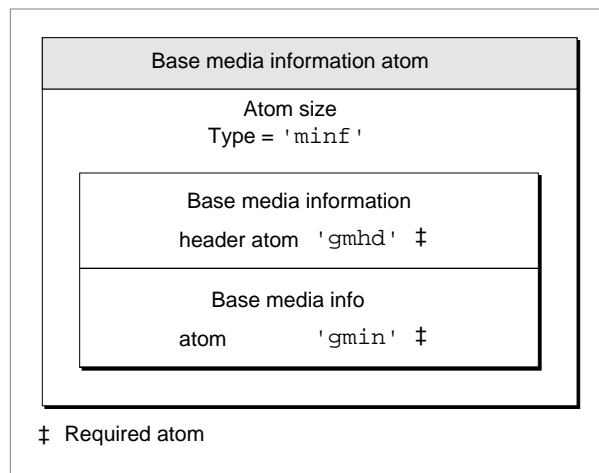 Base media information atom
Atom size
Type = 'minf'
Base media information
header atom 'gmhd' ‡
Base media info
atom 'gmin' ‡
‡ Required atom